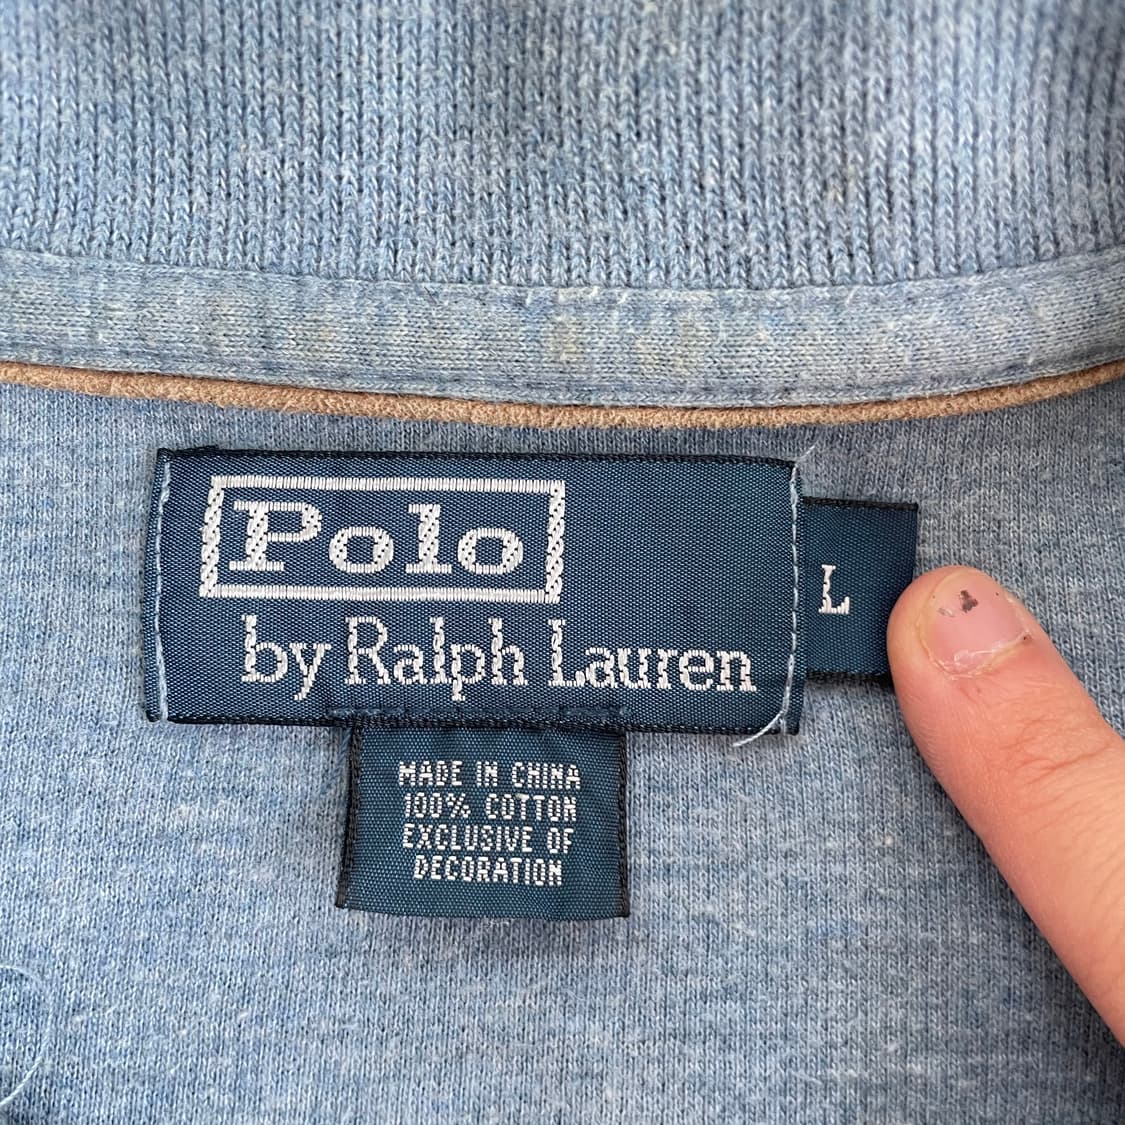 Polo
by Ralph Lauren
L
MADE IN CHINA
100% COTTON
EXCLUSIVE OF
DECORATION